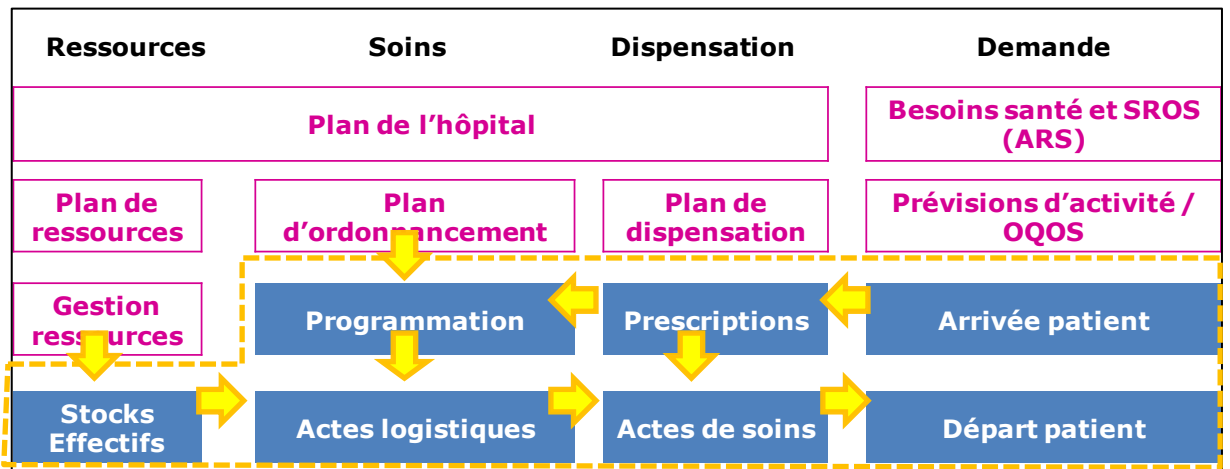 Ressources
Soins
Dispensation
Demande
Plan de l'hôpital
Besoins santé et SROS
(ARS)
Plan de
ressources
Plan
d'ordonnancement
Plan de
dispensation
Prévisions d'activité /
OQOS
Gestion
ressources
Programmation
Prescriptions
Arrivée patient
Stocks
Effectifs
Actes logistiques
Actes de soins
Départ patient